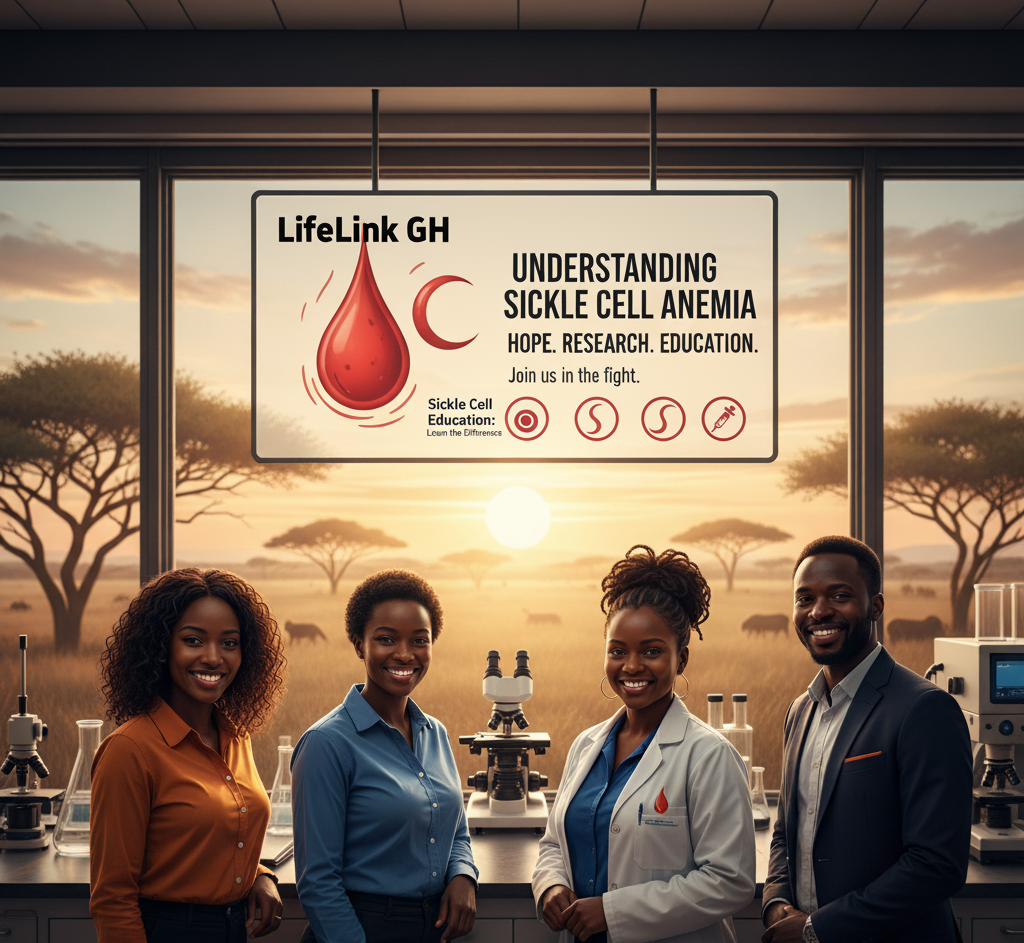 LifeLink GH
UNDERSTANDING
SICKLE CELL ANEMIA
HOPE. RESEARCH. EDUCATION.
Join us in the fight.
Sickle Cell
Education: